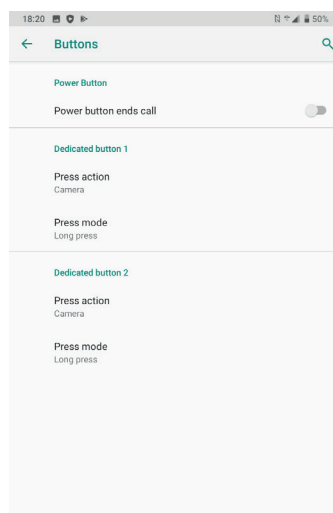 18:20 50%
Buttons
Power Button
Power button ends call
Dedicated button 1
Press action
Camera
Press mode
Long press
Dedicated button 2
Press action
Camera
Press mode
Long press